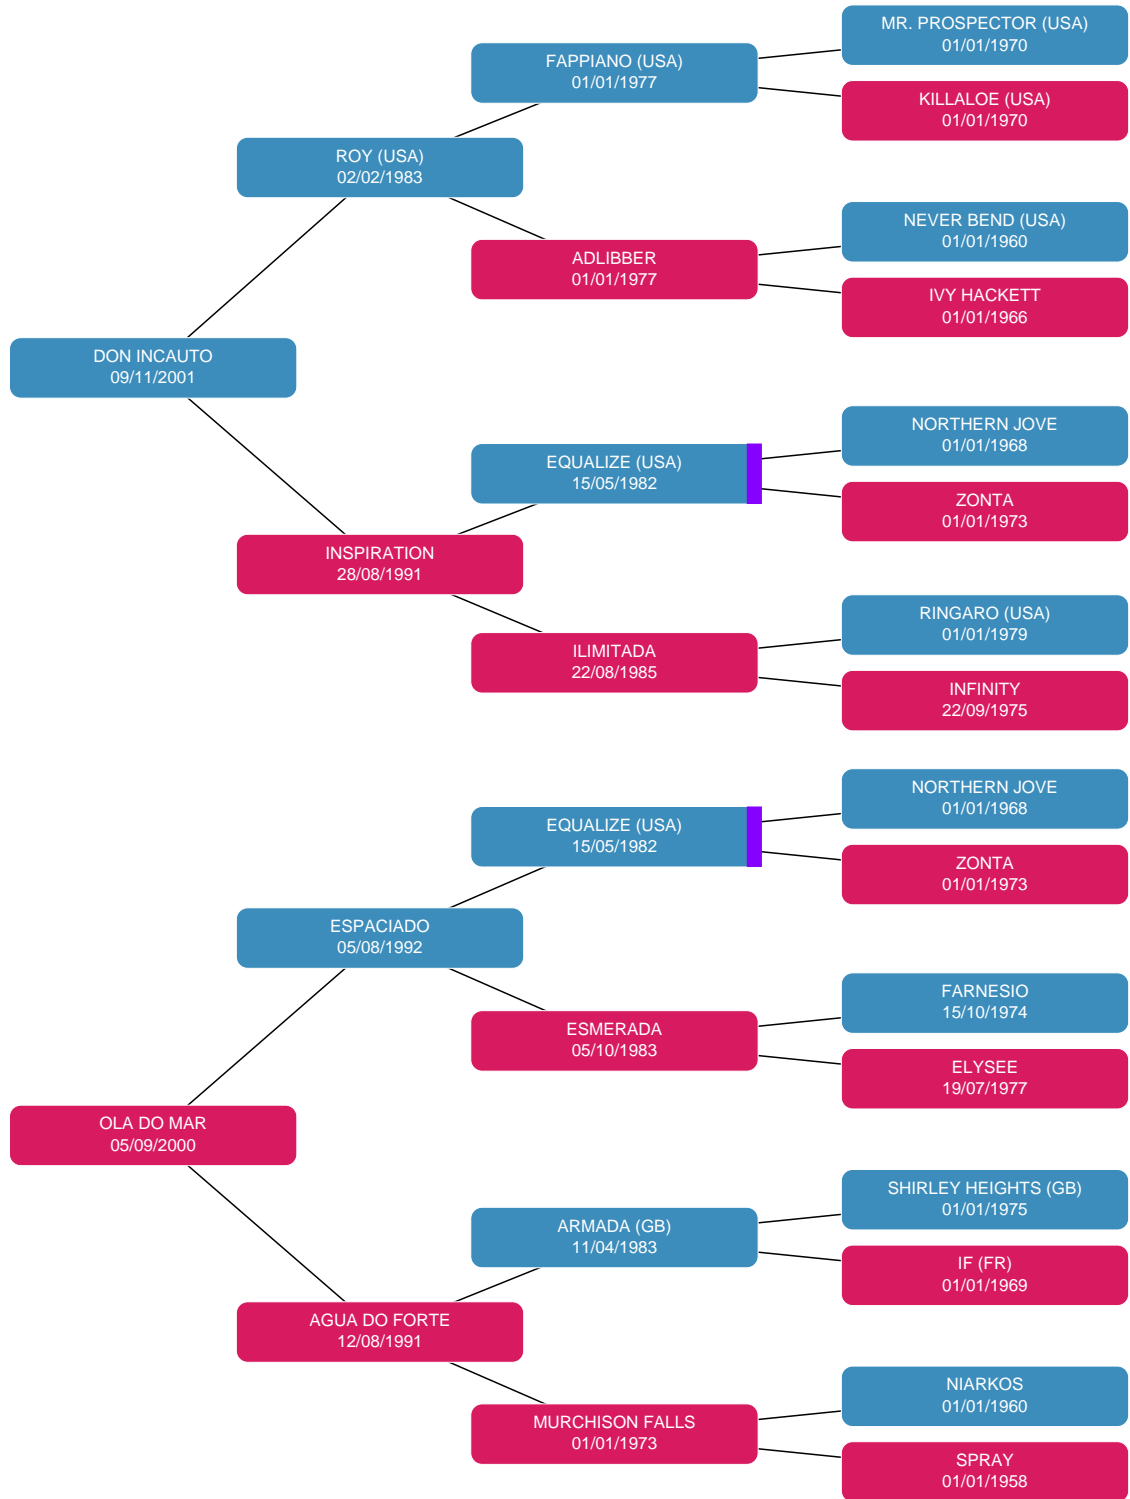 MR. PROSPECTOR (USA)
01/01/1970
FAPPIANO (USA)
01/01/1977
KILLALOE (USA)
01/01/1970
ROY (USA)
02/02/1983
NEVER BEND (USA)
01/01/1960
ADLIBBER
01/01/1977
IVY HACKETT
01/01/1966
DON INCAUTO
09/11/2001
NORTHERN JOVE
01/01/1968
EQUALIZE (USA)
15/05/1982
ZONTA
01/01/1973
INSPIRATION
28/08/1991
RINGARO (USA)
01/01/1979
ILIMITADA
22/08/1985
INFINITY
22/09/1975
NORTHERN JOVE
01/01/1968
EQUALIZE (USA)
15/05/1982
ZONTA
01/01/1973
ESPACIADO
05/08/1992
FARNESIO
15/10/1974
ESMERADA
05/10/1983
ELYSEE
19/07/1977
OLA DO MAR
05/09/2000
SHIRLEY HEIGHTS (GB)
01/01/1975
ARMADA (GB)
11/04/1983
IF (FR)
01/01/1969
AGUA DO FORTE
12/08/1991
NIARKOS
01/01/1960
MURCHISON FALLS
01/01/1973
SPRAY
01/01/1958